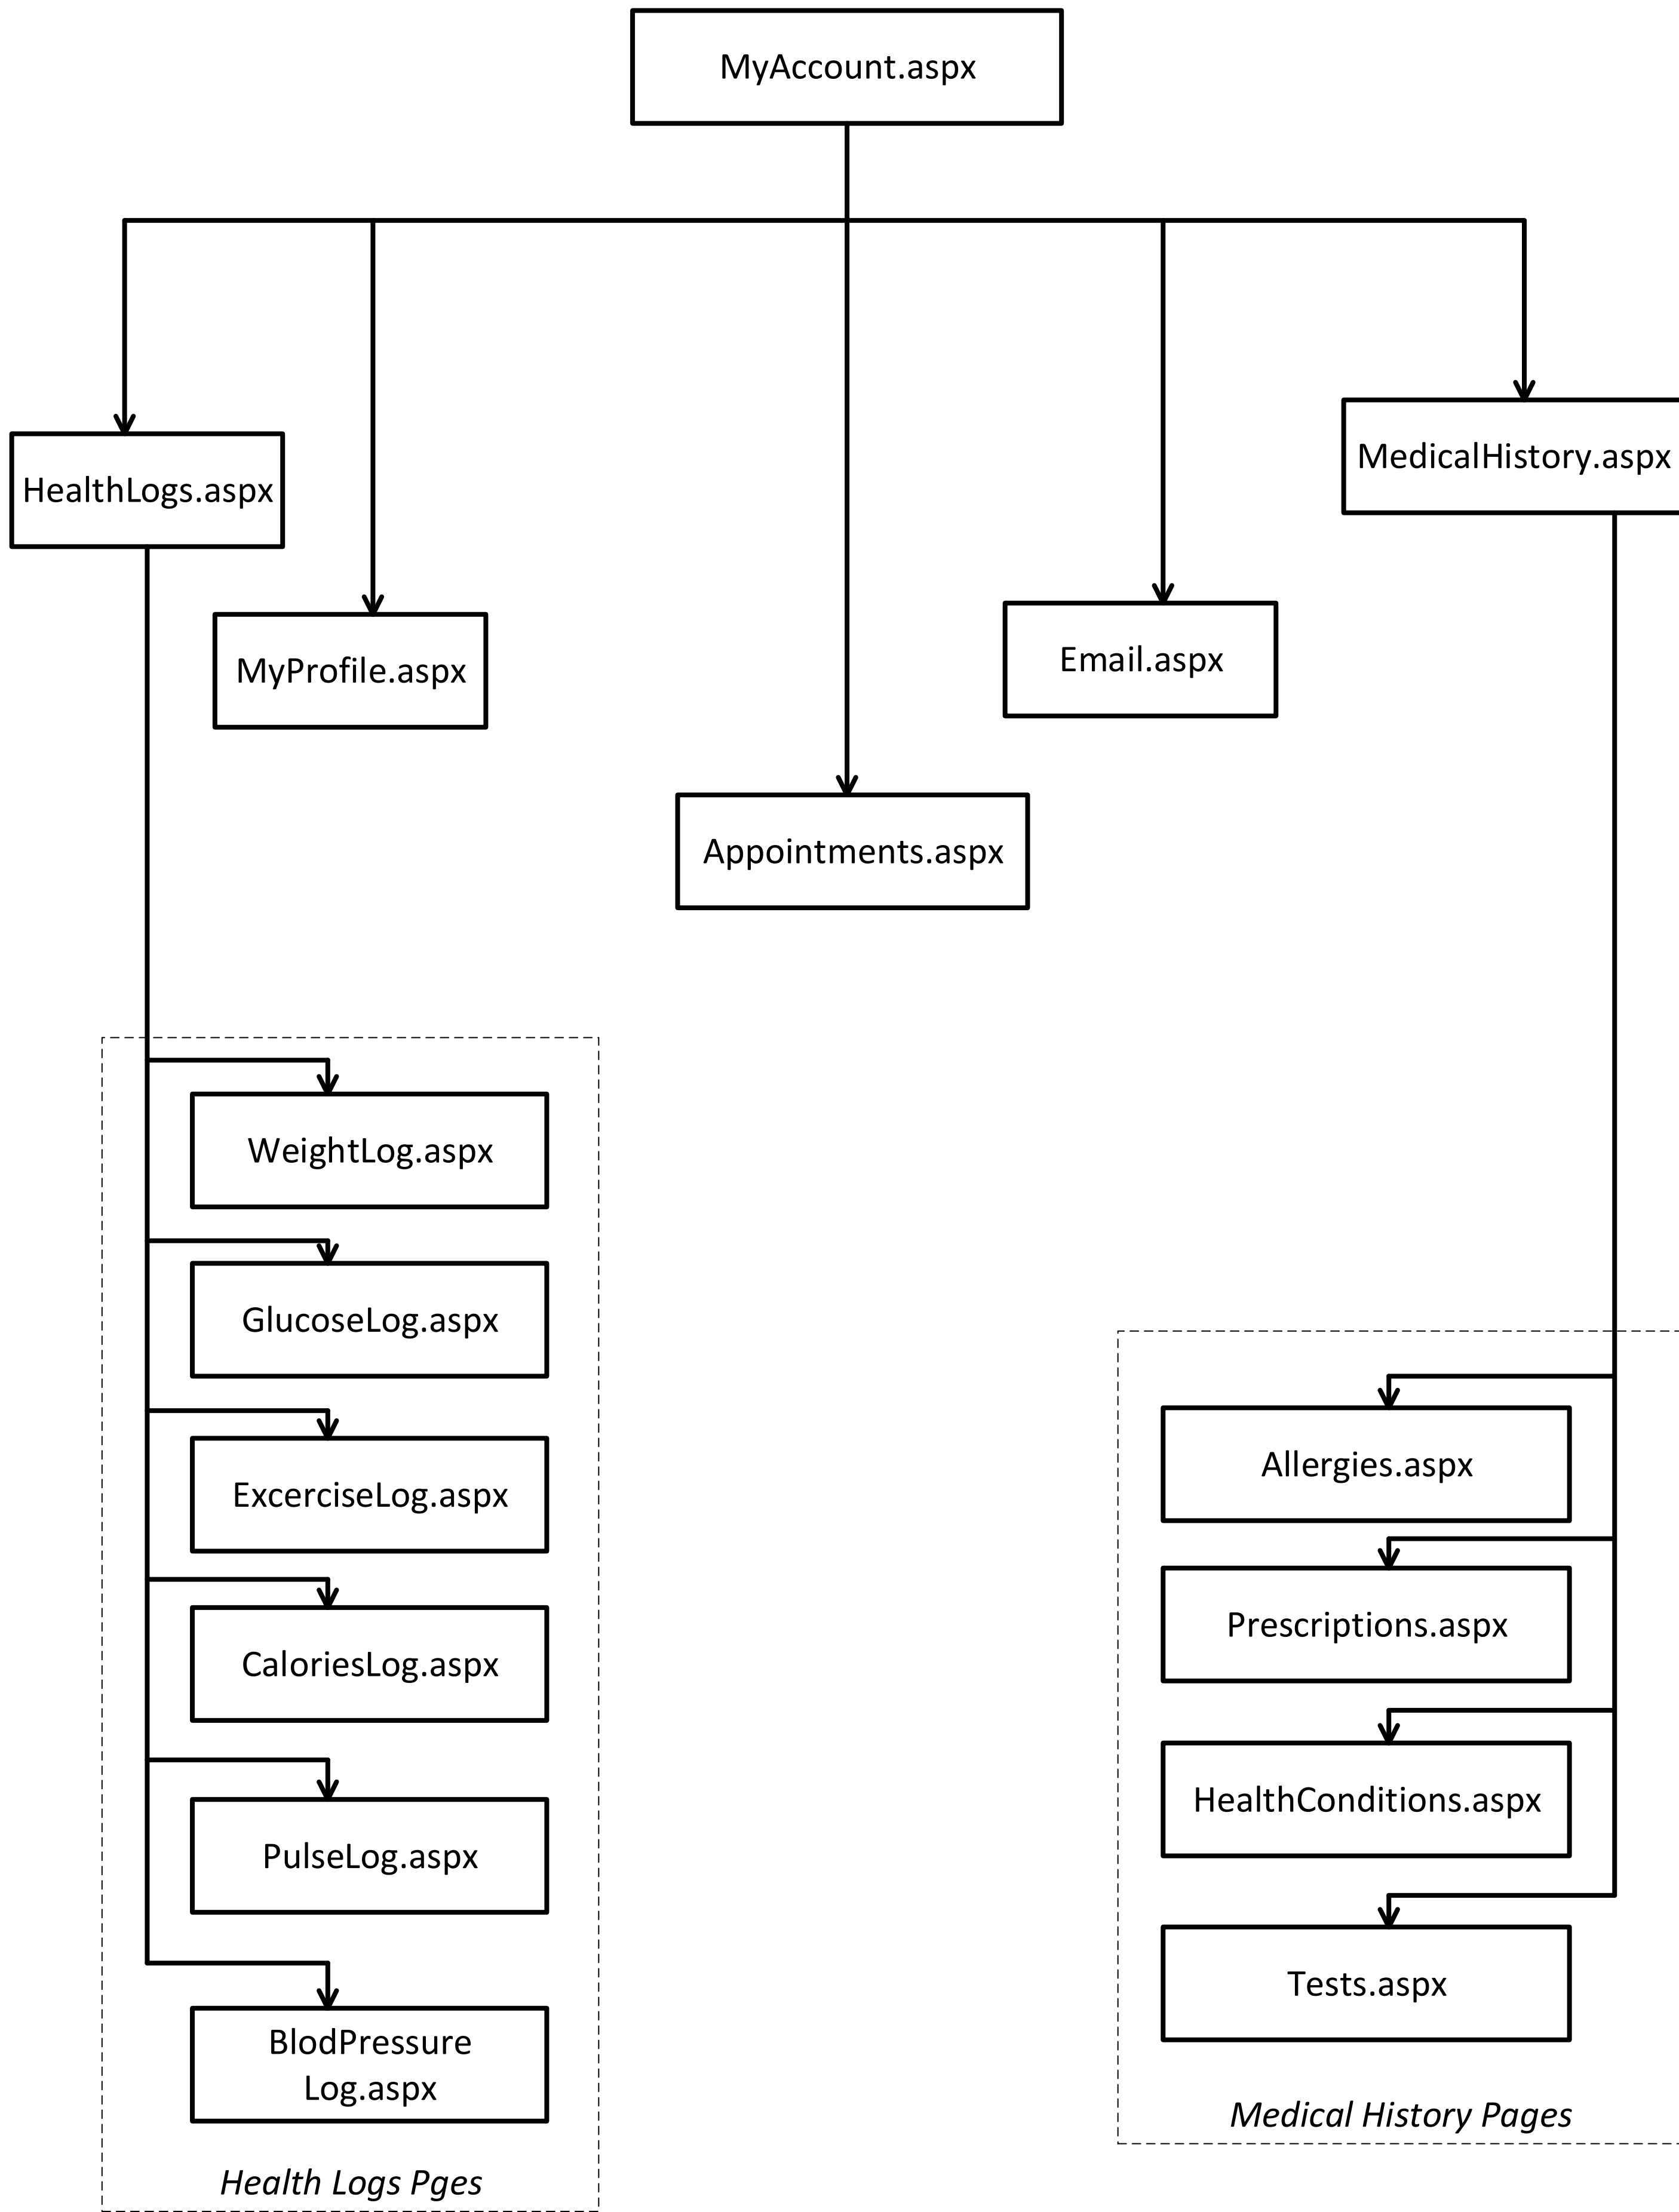 MyAccount.aspx
HealthLogs.aspx
MedicalHistory.aspx
MyProfile.aspx
Email.aspx
Appointments.aspx
WeightLog.aspx
GlucoseLog.aspx
ExcerciseLog.aspx
CaloriesLog.aspx
PulseLog.aspx
BlodPressure
Log.aspx
Health Logs Pges
Allergies.aspx
Prescriptions.aspx
HealthConditions.aspx
Tests.aspx
Medical History Pages